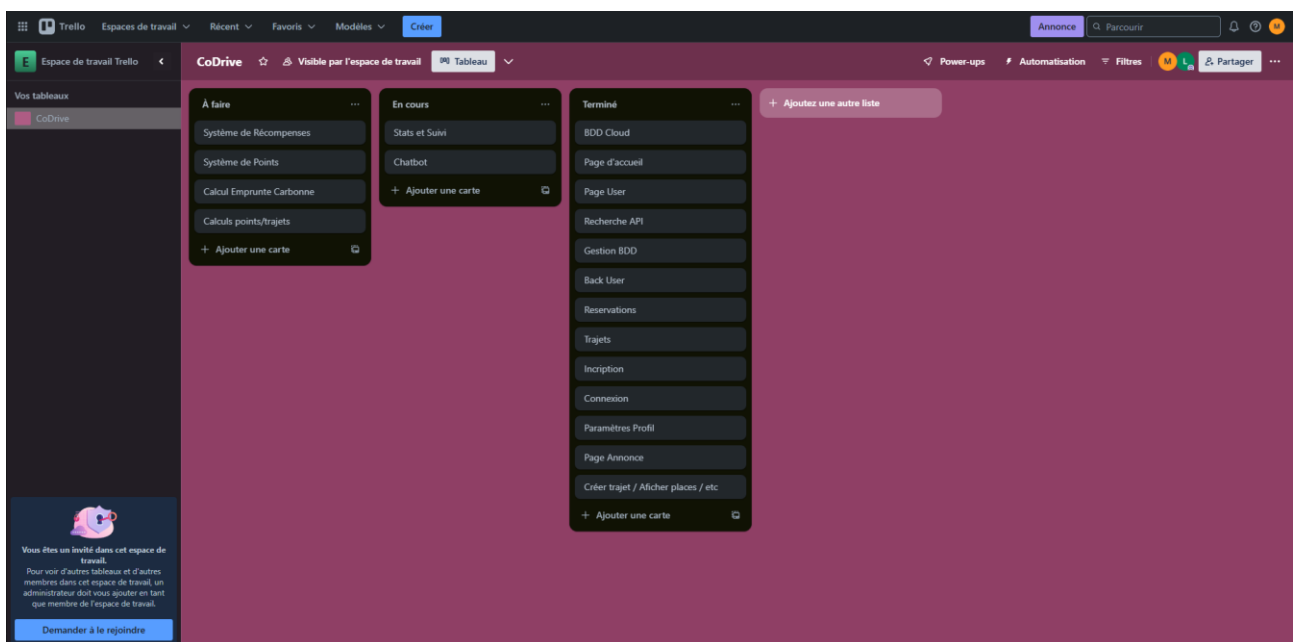 Trello
Espaces de travail
Récent
Favoris
Modèles
Créer
Annonce
Parcourir
M
E
Espace de travail Trello
CoDrive
Visible par l'espace de travail
Tableau
Power-ups
Automatisation
Filtres
M
L
Partager
Vos tableaux
CoDrive
À faire
Système de Récompenses
Système de Points
Calcul Emprunte Carbonne
Calculs points/trajets
+ Ajouter une carte
En cours
Stats et Suivi
Chatbot
+ Ajouter une carte
Terminé
BDD Cloud
Page d'accueil
Page User
Recherche API
Gestion BDD
Back User
Reservations
Trajets
Incription
Connexion
Paramètres Profil
Page Annonce
Créer trajet / Aficher places / etc
+ Ajouter une carte
+ Ajoutez une autre liste
Vous êtes un invité dans cet espace de
travail.
Pour voir d'autres tableaux et d'autres
membres dans cet espace de travail, un
administrateur doit vous ajouter en tant
que membre de l'espace de travail.
Demander à le rejoindre